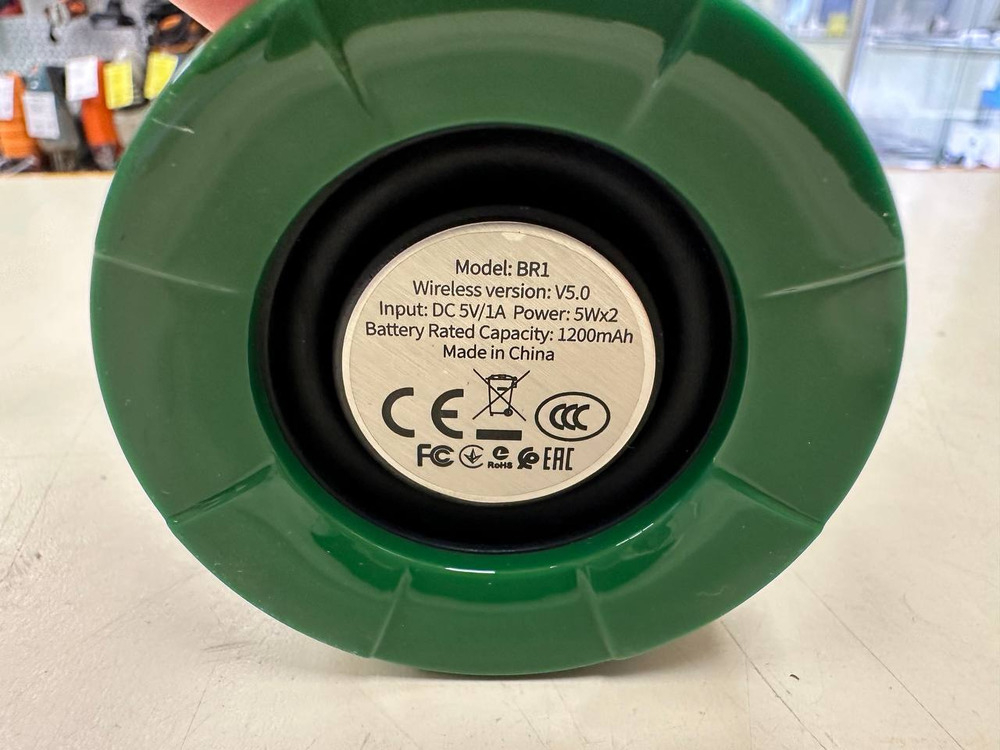 Model: BR1
Wireless version: V5.0
Input: DC 5V/1A Power: 5Wx2
Battery Rated Capacity: 1200mAh
Made in China
CE CCC
FC RoHS EAC